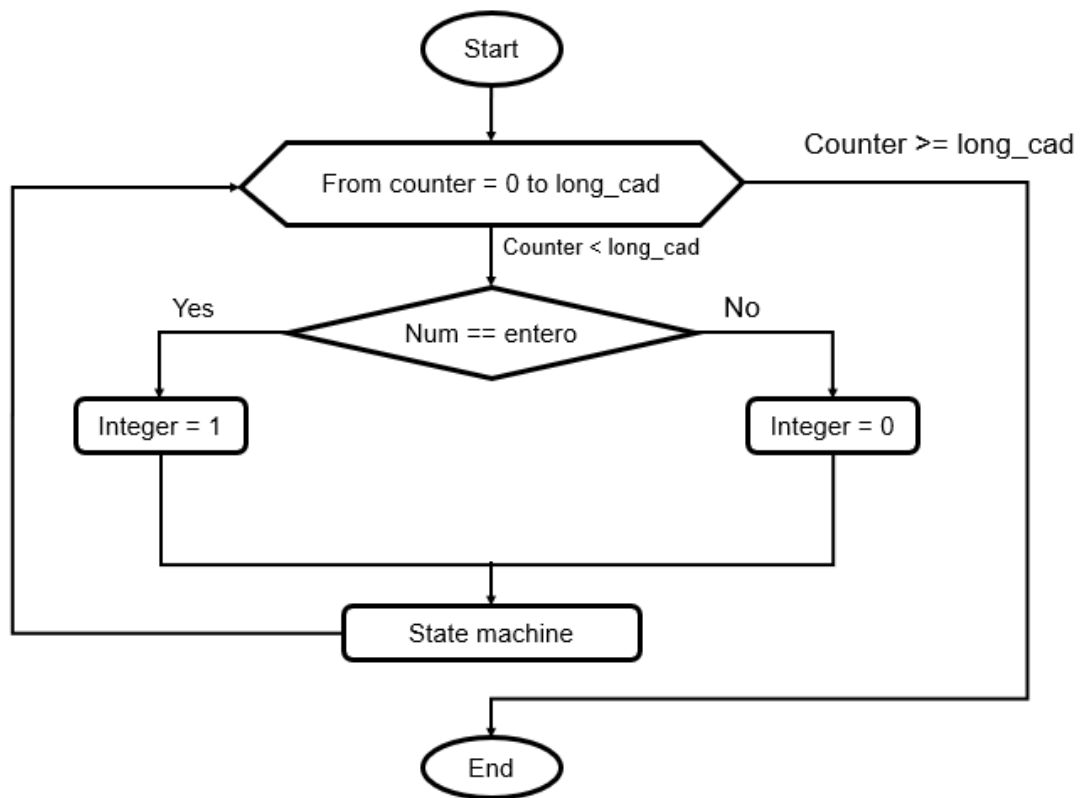 Start
Counter >= long_cad
From counter = 0 to long_cad
Counter < long_cad
Yes
No
Num == entero
Integer = 1
Integer = 0
State machine
End